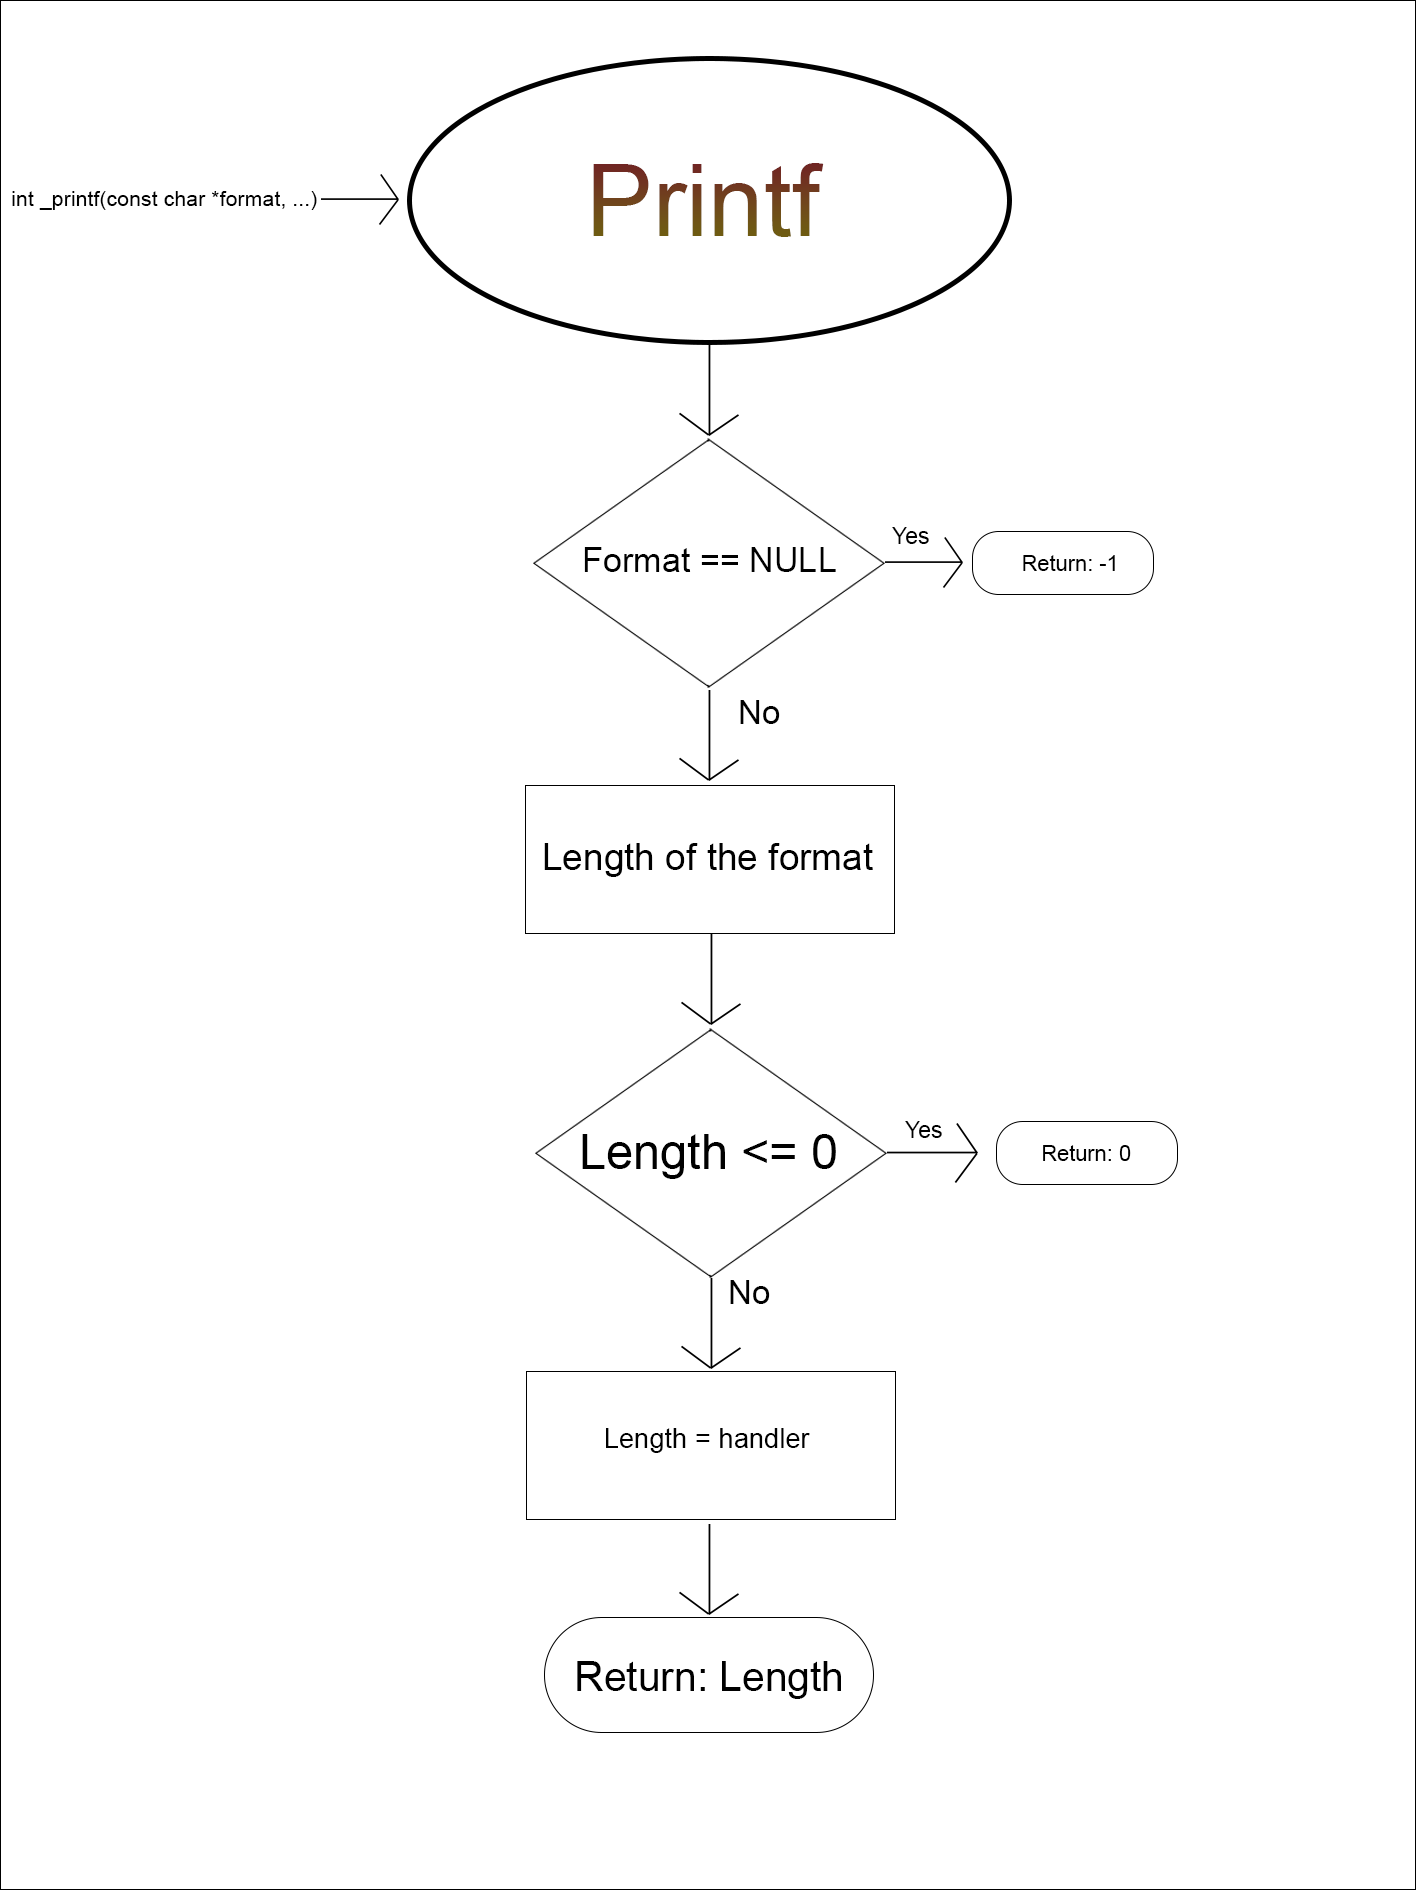 Printf
int _printf(const char *format, ...)
Format == NULL
Yes
Return: -1
No
Length of the format
Length <= 0
Yes
Return: 0
No
Length = handler
Return: Length